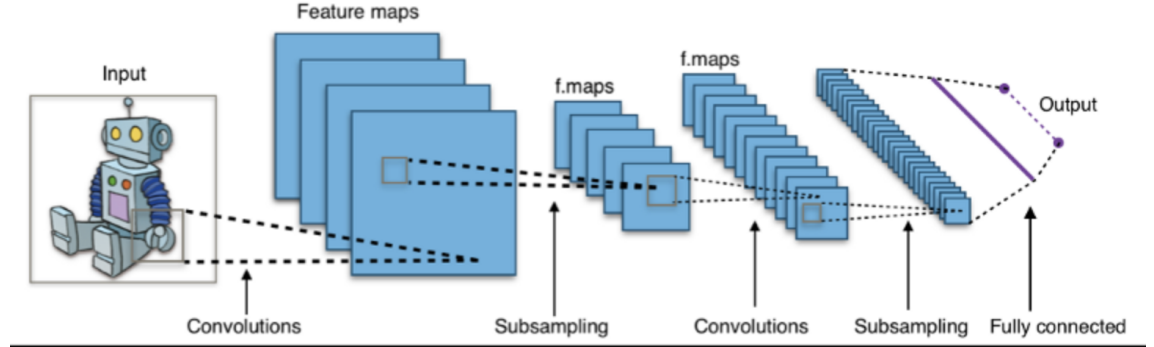 Feature maps
f.maps
f.maps
Input
Output
Convolutions
Subsampling
Convolutions
Subsampling
Fully connected